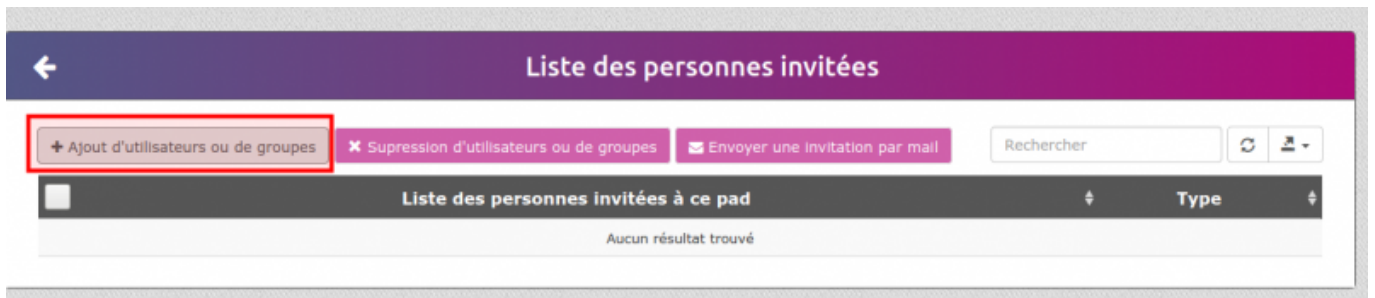 Liste des personnes invitées
Ajout d'utilisateurs ou de groupes Supression d'utilisateurs ou de groupes Envoyer une invitation par mail Rechercher
Liste des personnes invitées à ce pad Type
Aucun résultat trouvé